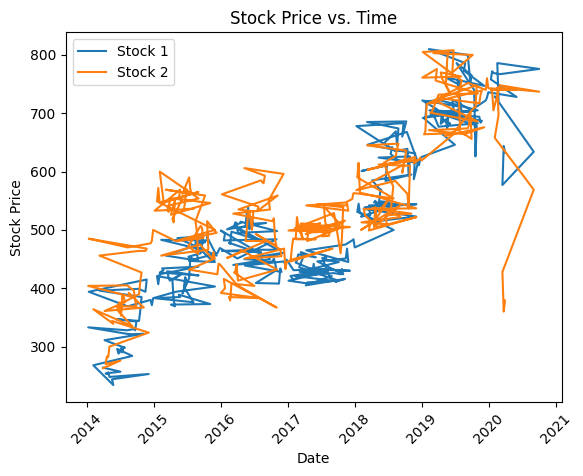 Stock Price vs. Time
Stock 1
Stock 2
800
700
600
500
400
300
Stock Price
2014 2015 2016 2017 2018 2019 2020 2021
Date